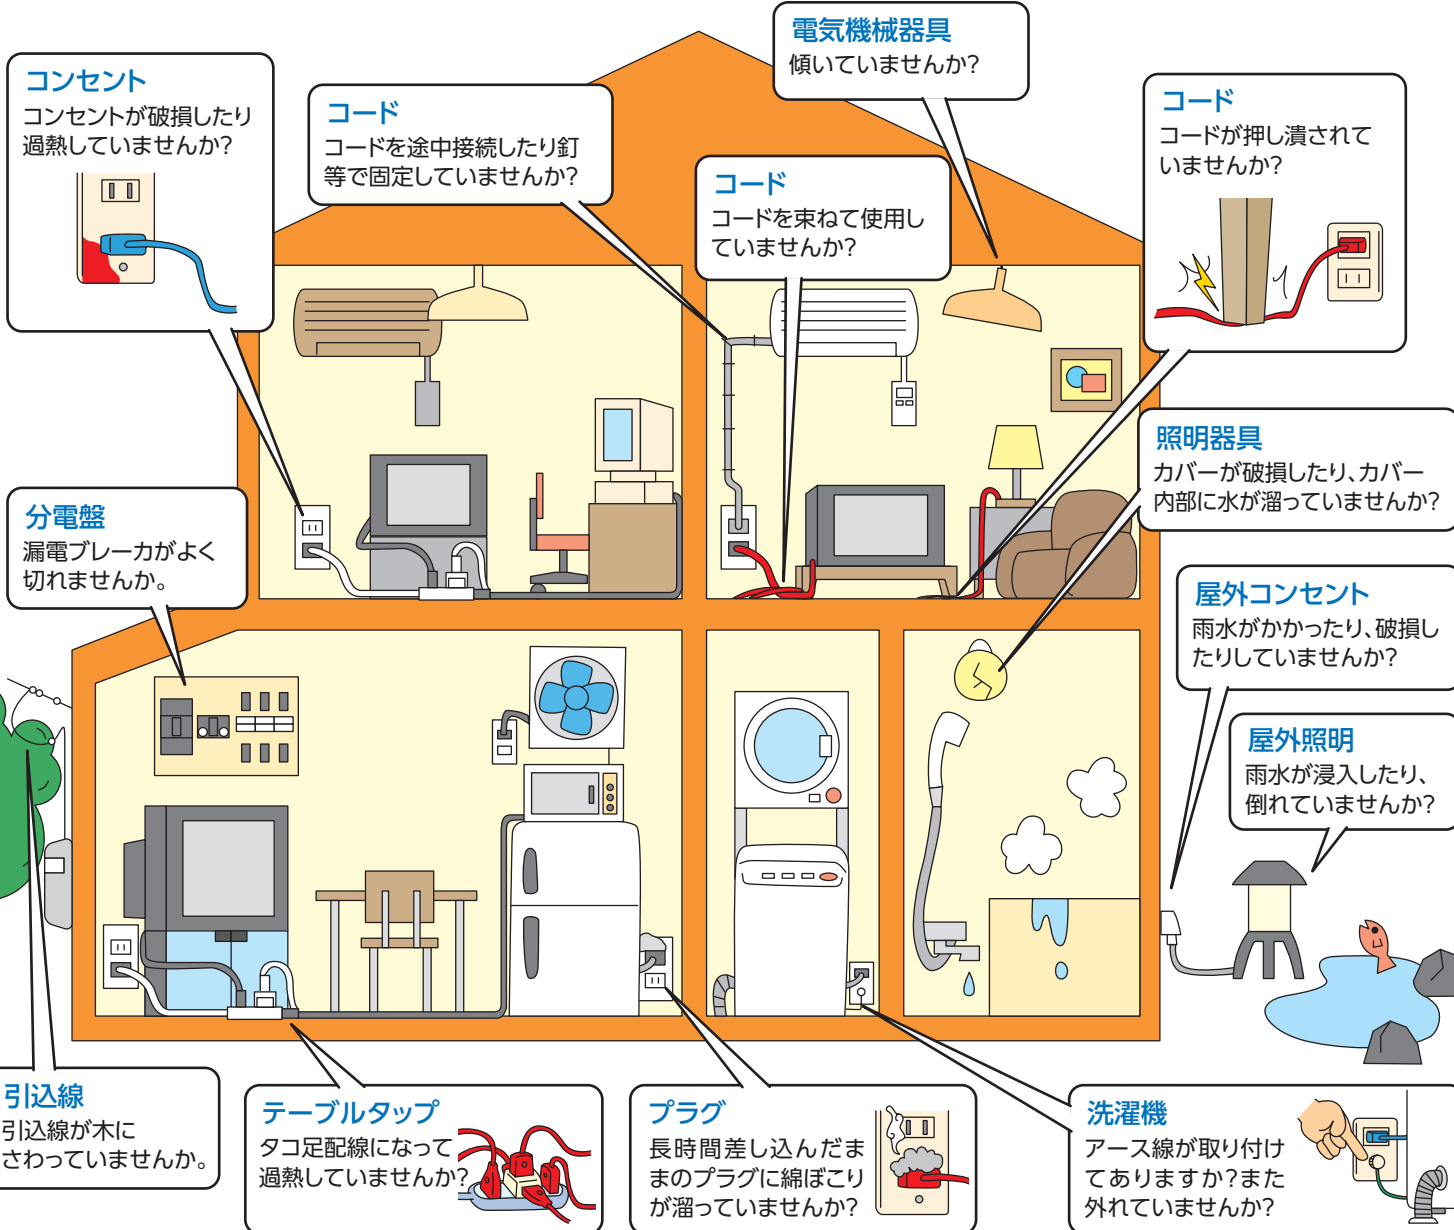 電気機械器具
傾いていませんか?
コンセント
コンセントが破損したり
過熱していませんか?
コード
コードを途中接続したり釘
等で固定していませんか?
コード
コードを束ねて使用し
ていませんか?
コード
コードが押し潰されて
いませんか?
照明器具
カバーが破損したり、カバー
内部に水が溜っていませんか?
分電盤
漏電ブレーカがよく
切れませんか。
屋外コンセント
雨水がかかったり、破損し
たりしていませんか?
屋外照明
雨水が浸入したり、
倒れていませんか?
引込線
引込線が木に
さわっていませんか。
テーブルタップ
タコ足配線になって
過熱していませんか?
プラグ
長時間差し込んだま
まのプラグに綿ぼこり
が溜っていませんか?
洗濯機
アース線が取り付け
てありますか?また
外れていませんか?